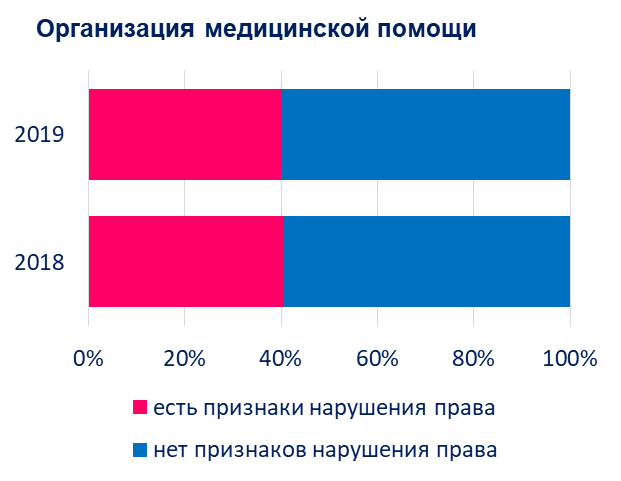 Организация медицинской помощи
2019
2018
0% 20% 40% 60% 80% 100%
есть признаки нарушения права
нет признаков нарушения права